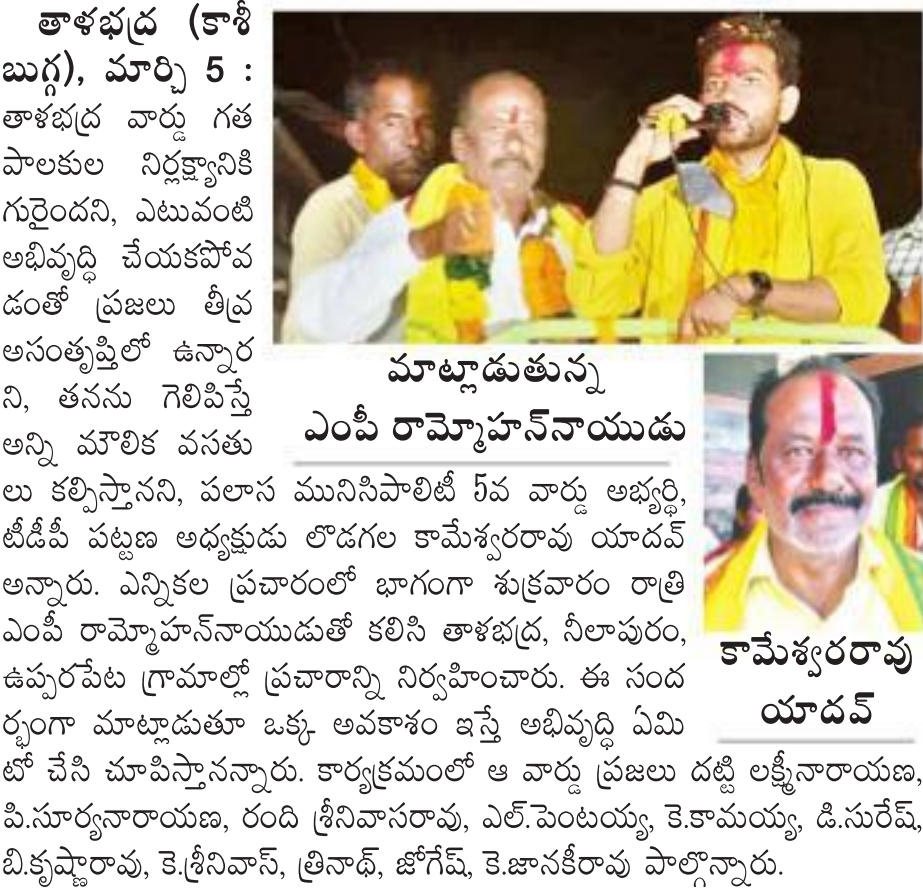 తాళభద్ర (కాశీ
బుగ్గ), మార్చి 5 :
తాళభద్ర వార్డు గత
పాలకుల నిర్లక్ష్యానికి
గురైందని, ఎటువంటి
అభివృద్ధి చేయకపోవ
డంతో ప్రజలు తీవ్ర
అసంతృప్తిలో ఉన్నార
ని, తనను గెలిపిస్తే
అన్ని మౌలిక వసతు
లు కల్పిస్తానని, పలాస మునిసిపాలిటీ 5వ వార్డు అభ్యర్థి,
టీడీపీ పట్టణ అధ్యక్షుడు లొడగల కామేశ్వరరావు యాదవ్
అన్నారు. ఎన్నికల ప్రచారంలో భాగంగా శుక్రవారం రాత్రి
ఎంపీ రామ్మోహన్‌నాయుడుతో కలిసి తాళభద్ర, నీలాపురం,
ఉప్పరపేట గ్రామాల్లో ప్రచారాన్ని నిర్వహించారు. ఈ సంద
ర్భంగా మాట్లాడుతూ ఒక్క అవకాశం ఇస్తే అభివృద్ధి ఏమి
టో చేసి చూపిస్తానన్నారు. కార్యక్రమంలో ఆ వార్డు ప్రజలు దట్టి లక్ష్మీనారాయణ,
పి.సూర్యనారాయణ, రంది శ్రీనివాసరావు, ఎల్.పెంటయ్య, కె.కామయ్య, డి.సురేష్,
బి.కృష్ణారావు, కె.శ్రీనివాస్, త్రినాథ్, జోగేష్, కె.జానకీరావు పాల్గొన్నారు.
మాట్లాడుతున్న
ఎంపీ రామ్మోహన్‌నాయుడు
కామేశ్వరరావు
యాదవ్